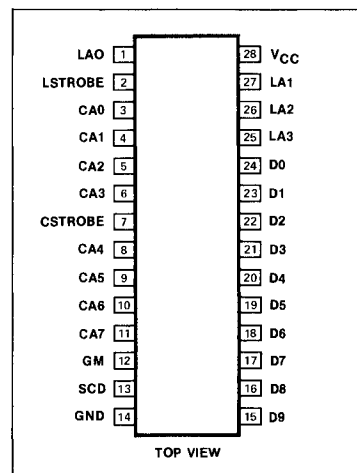 LAO 1 28 VCC
LSTROBE 2 27 LA1
CA0 3 26 LA2
CA1 4 25 LA3
CA2 5 24 D0
CA3 6 23 D1
CSTROBE 7 22 D2
CA4 8 21 D3
CA5 9 20 D4
CA6 10 19 D5
CA7 11 18 D6
GM 12 17 D7
SCD 13 16 D8
GND 14 15 D9
TOP VIEW